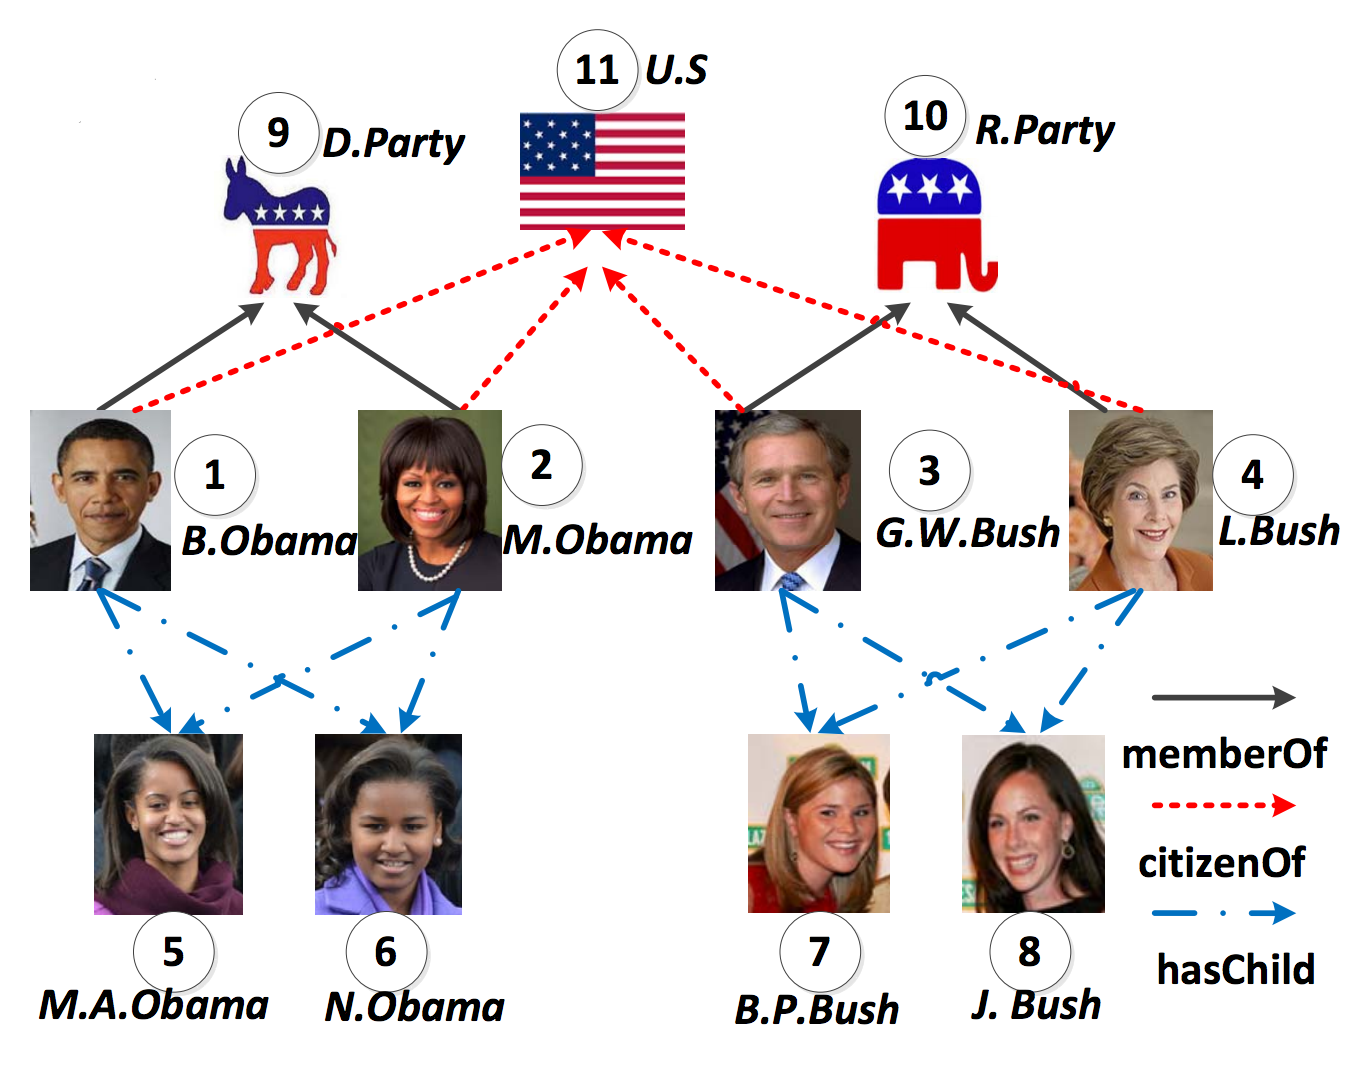 11 U.S
9 D.Party
10 R.Party
1 B.Obama
2 M.Obama
3 G.W.Bush
4 L.Bush
memberOf
citizenOf
hasChild
5 M.A.Obama
6 N.Obama
7 B.P.Bush
8 J. Bush